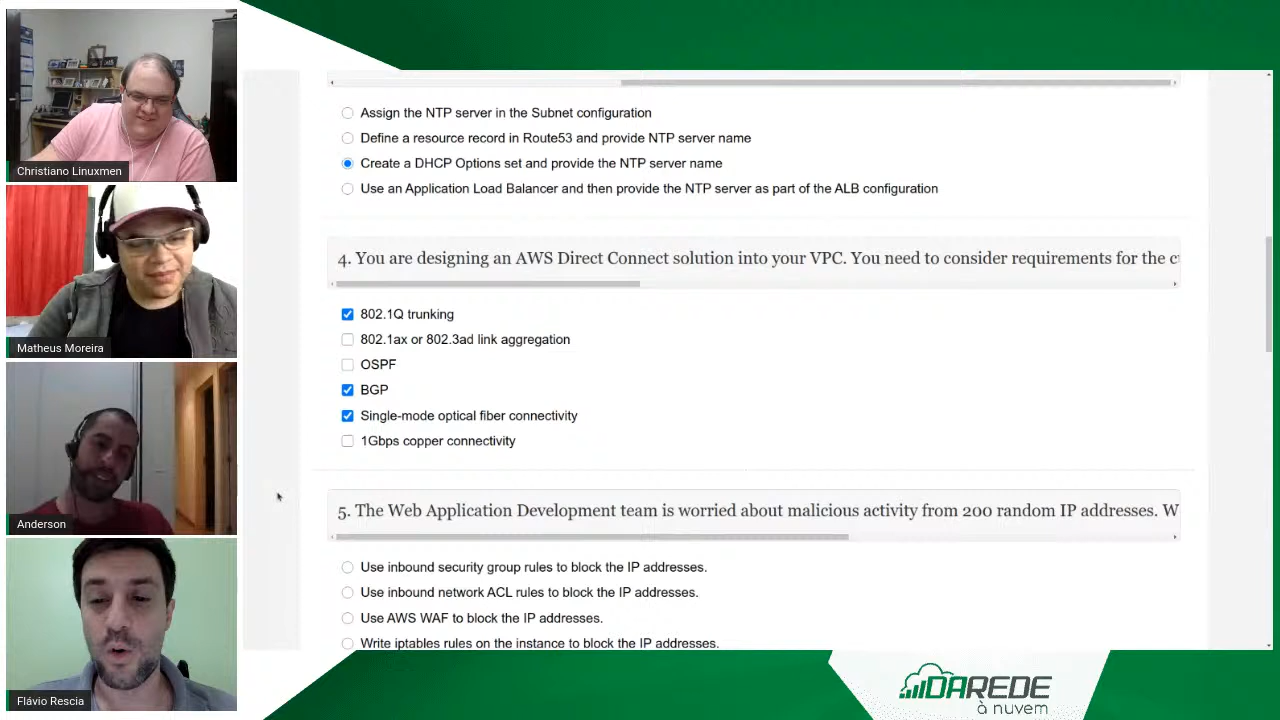 Christiano Linuxmen
Matheus Moreira
Anderson
Flávio Rescia
Assign the NTP server in the Subnet configuration
Define a resource record in Route53 and provide NTP server name
Create a DHCP Options set and provide the NTP server name
Use an Application Load Balancer and then provide the NTP server as part of the ALB configuration
4. You are designing an AWS Direct Connect solution into your VPC. You need to consider requirements for the c
802.1Q trunking
802.1ax or 802.3ad link aggregation
OSPF
BGP
Single-mode optical fiber connectivity
1Gbps copper connectivity
5. The Web Application Development team is worried about malicious activity from 200 random IP addresses. W
Use inbound security group rules to block the IP addresses.
Use inbound network ACL rules to block the IP addresses.
Use AWS WAF to block the IP addresses.
Write iptables rules on the instance to block the IP addresses.
DAREDE
à nuvem